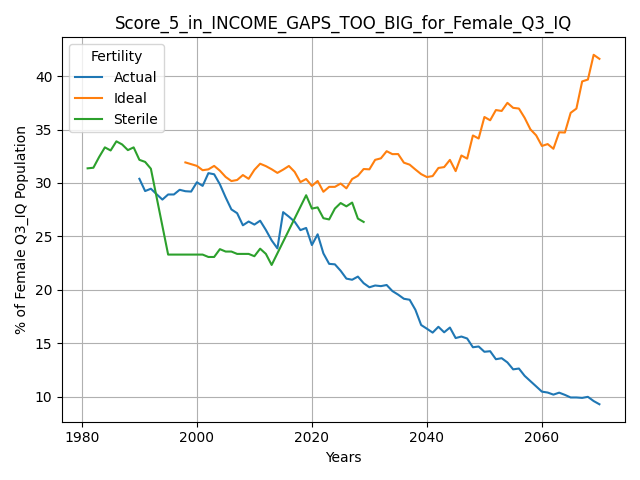 Score_5_in_INCOME_GAPS_TOO_BIG_for_Female_Q3_IQ
Fertility
Actual
Ideal
Sterile
% of Female Q3_IQ Population
40
35
30
25
20
15
10
1980 2000 2020 2040 2060
Years